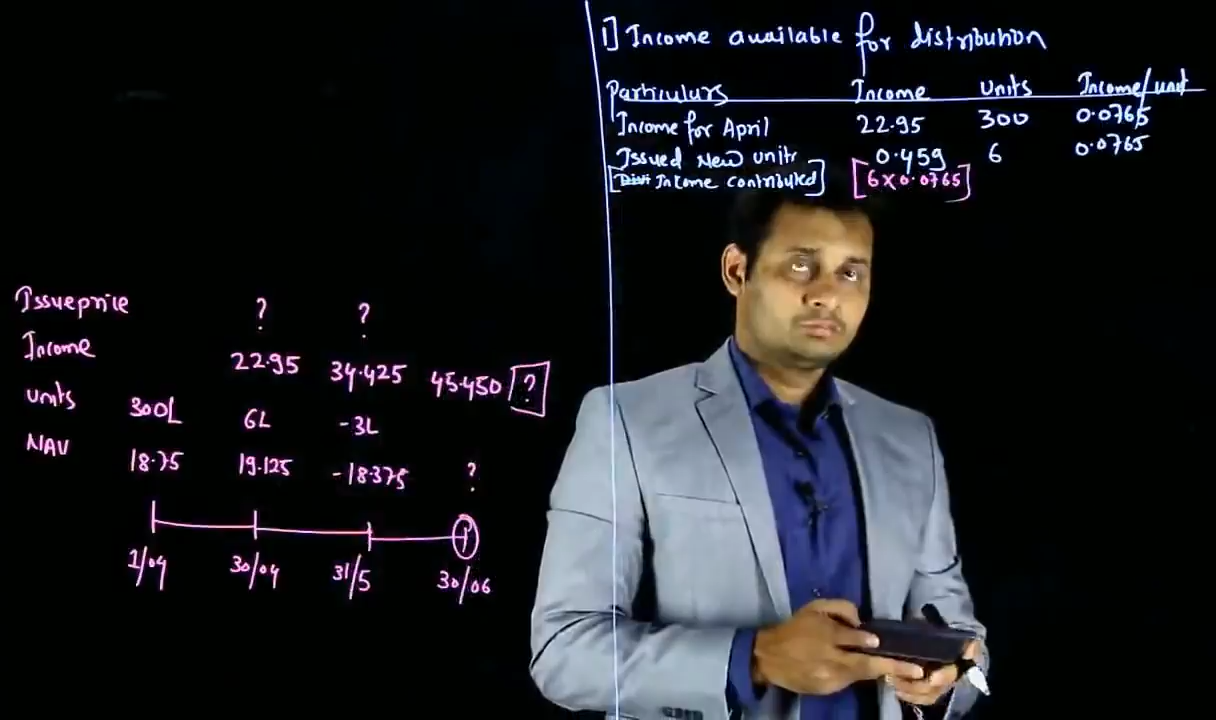 1] Income available for distribution
Particulars Income Units Income/unit
Income for April 22.95 300 0.0765
Issued New units 0.459 6 0.0765
[Income contributed] [6x0.0765]
Issue price ? ?
Income 22.95 34.425 45.450 ?
units 300L 6L -3L
NAV 18.75 19.125 -18.375 ?
1/04 30/04 31/5 30/06